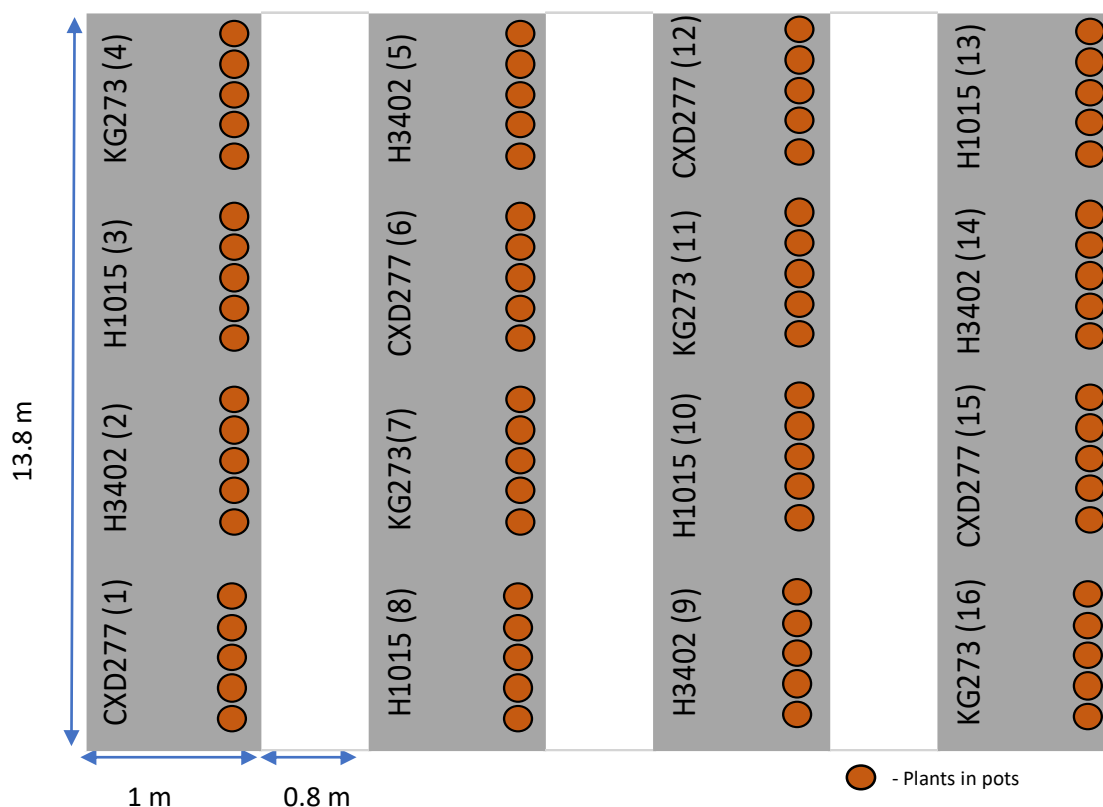 KG273 (4)
H3402 (5)
CXD277 (12)
H1015 (13)
H1015 (3)
CXD277 (6)
KG273 (11)
H3402 (14)
13.8 m
H3402 (2)
KG273(7)
H1015 (10)
CXD277 (15)
CXD277 (1)
H1015 (8)
H3402 (9)
KG273 (16)
1 m
0.8 m
- Plants in pots